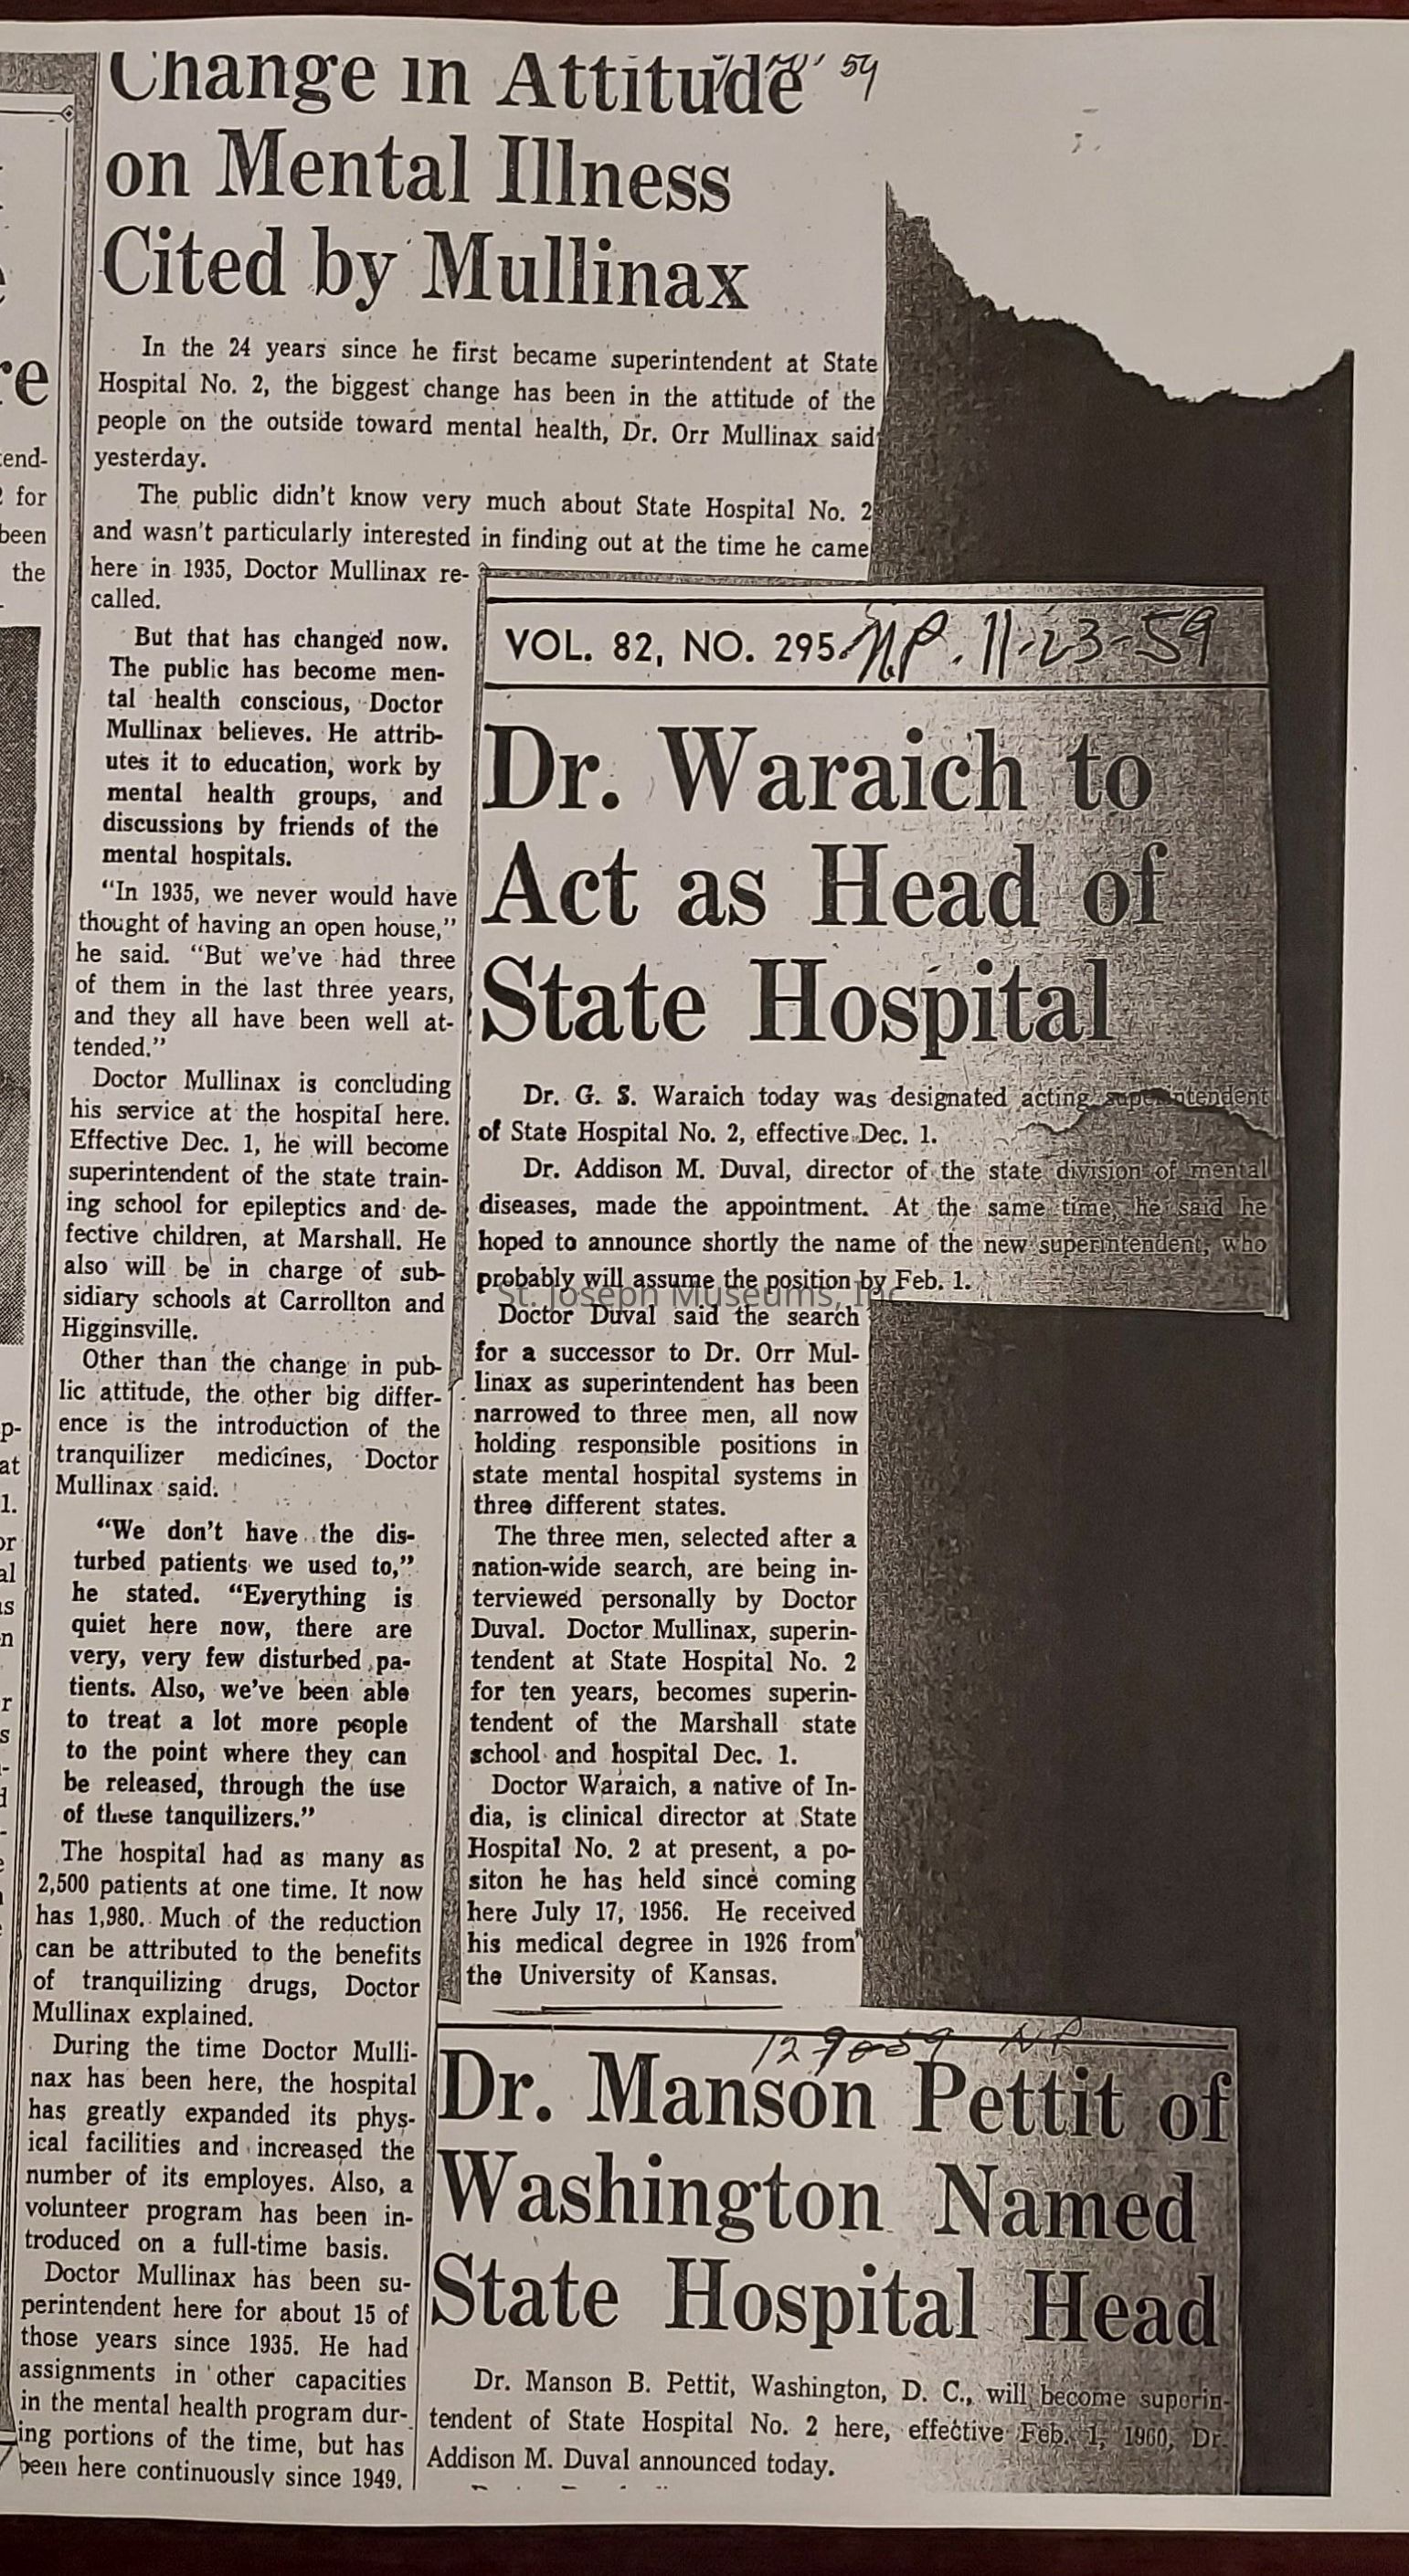 Change in Attitude
on Mental Illness
Cited by Mullinax
' 59
In the 24 years since he first became superintendent at State
Hospital No. 2, the biggest change has been in the attitude of the
people on the outside toward mental health, Dr. Orr Mullinax said
yesterday.
The public didn't know very much about State Hospital No. 2
and wasn't particularly interested in finding out at the time he came
here in 1935, Doctor Mullinax re-
called.
But that has changed now.
The public has become men-
tal health conscious, Doctor
Mullinax believes. He attrib-
utes it to education, work by
mental health groups, and
discussions by friends of the
mental hospitals.
"In 1935, we never would have
thought of having an open house,"
he said. "But we've had three
of them in the last three years,
and they all have been well at-
tended."
Doctor Mullinax is concluding
his service at the hospital here.
Effective Dec. 1, he will become
superintendent of the state train-
ing school for epileptics and de-
fective children, at Marshall. He
also will be in charge of sub-
sidiary schools at Carrollton and
Higginsville.
Other than the change in pub-
lic attitude, the other big differ-
ence is the introduction of the
tranquilizer medicines, Doctor
Mullinax said.
"We don't have the dis-
turbed patients we used to,"
he stated. "Everything is
quiet here now, there are
very, very few disturbed pa-
tients. Also, we've been able
to treat a lot more people
to the point where they can
be released, through the use
of these tanquilizers."
The hospital had as many as
2,500 patients at one time. It now
has 1,980. Much of the reduction
can be attributed to the benefits
of tranquilizing drugs, Doctor
Mullinax explained.
During the time Doctor Mulli-
nax has been here, the hospital
has greatly expanded its phys-
ical facilities and increased the
number of its employes. Also, a
volunteer program has been in-
troduced on a full-time basis.
Doctor Mullinax has been su-
perintendent here for about 15 of
those years since 1935. He had
assignments in other capacities
in the mental health program dur-
ing portions of the time, but has
been here continuously since 1949.
VOL. 82, NO. 295. N.P. 11-23-59
Dr. Waraich to
Act as Head of
State Hospital
Dr. G. S. Waraich today was designated acting superintendent
of State Hospital No. 2, effective Dec. 1.
Dr. Addison M. Duval, director of the state division of mental
diseases, made the appointment. At the same time, he said he
hoped to announce shortly the name of the new superintendent, who
probably will assume the position by Feb. 1.
St. Joseph Museums, Inc.
Doctor Duval said the search
for a successor to Dr. Orr Mul-
linax as superintendent has been
narrowed to three men, all now
holding responsible positions in
state mental hospital systems in
three different states.
The three men, selected after a
nation-wide search, are being in-
terviewed personally by Doctor
Duval. Doctor Mullinax, superin-
tendent at State Hospital No. 2
for ten years, becomes superin-
tendent of the Marshall state
school and hospital Dec. 1.
Doctor Waraich, a native of In-
dia, is clinical director at State
Hospital No. 2 at present, a po-
siton he has held since coming
here July 17, 1956. He received
his medical degree in 1926 from
the University of Kansas.
NP
Dr. Manson Pettit of
Washington Named
State Hospital Head
Dr. Manson B. Pettit, Washington, D. C., will become superin-
tendent of State Hospital No. 2 here, effective Feb. 1, 1960, Dr.
Addison M. Duval announced today.
re
tend-
for
been
the
p-
at
1.
or
al
as
n
r
s